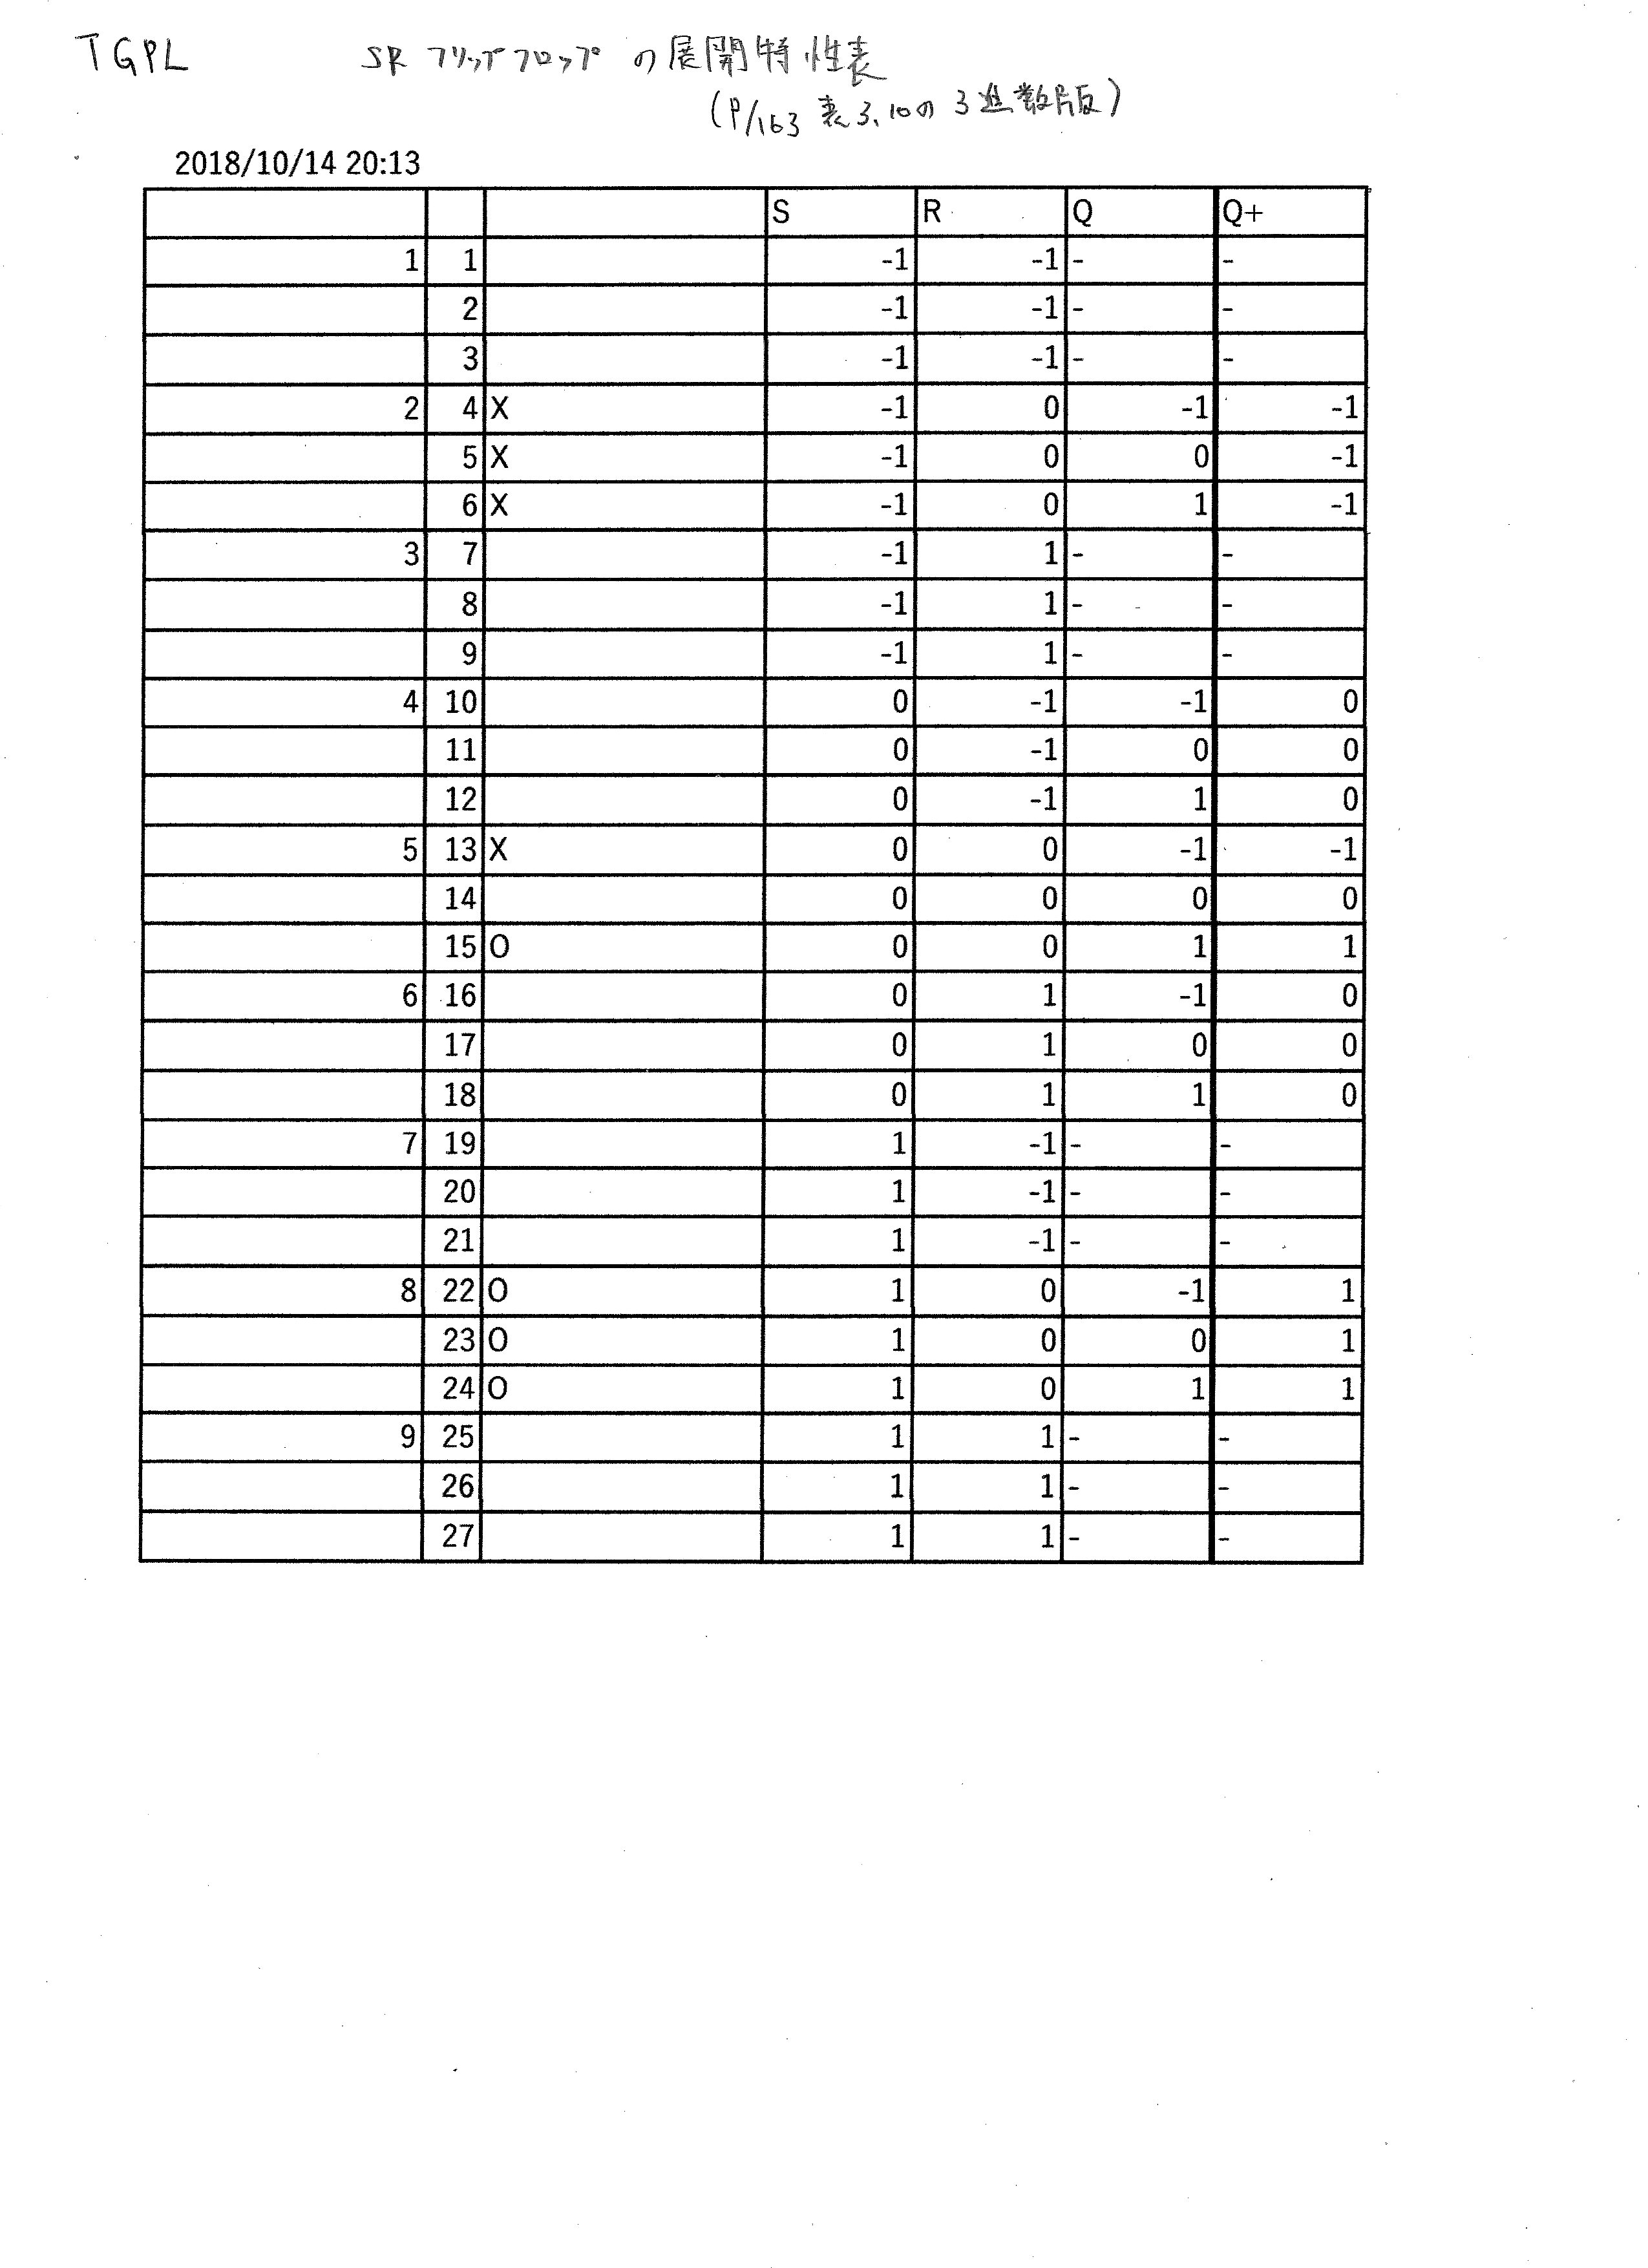 TGPL SR フリップフロップ の展開特性表
(P/163 表3.10の 3進数片版)
2018/10/14 20:13
S R Q Q+
1 1 -1 -1 - -
2 -1 -1 - -
3 -1 -1 - -
2 4 X -1 0 -1 -1
5 X -1 0 0 -1
6 X -1 0 1 -1
3 7 -1 1 - -
8 -1 1 - -
9 -1 1 - -
4 10 0 -1 -1 0
11 0 -1 0 0
12 0 -1 1 0
5 13 X 0 0 -1 -1
14 0 0 0 0
15 O 0 0 1 1
6 16 0 1 -1 0
17 0 1 0 0
18 0 1 1 0
7 19 1 -1 - -
20 1 -1 - -
21 1 -1 - -
8 22 O 1 0 -1 1
23 O 1 0 0 1
24 O 1 0 1 1
9 25 1 1 - -
26 1 1 - -
27 1 1 - -